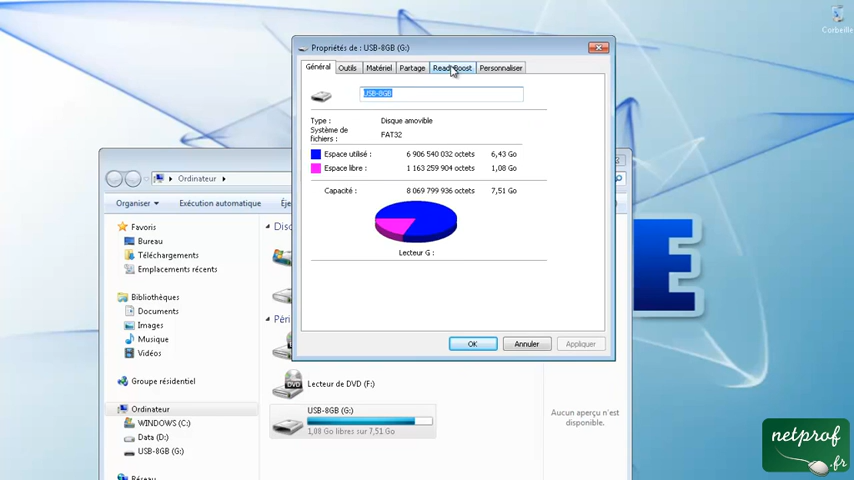 Corbeille
Propriétés de : USB-8GB (G:)
Général Outils Matériel Partage ReadyBoost Personnaliser
USB-8GB
Type : Disque amovible
Système de fichiers : FAT32
Espace utilisé : 6 906 540 032 octets 6,43 Go
Espace libre : 1 163 259 904 octets 1,08 Go
Capacité : 8 069 799 936 octets 7,51 Go
Lecteur G :
OK Annuler Appliquer
Ordinateur
Organiser Exécution automatique Éje
Favoris
Bureau
Téléchargements
Emplacements récents
Bibliothèques
Documents
Images
Musique
Vidéos
Groupe résidentiel
Ordinateur
WINDOWS (C:)
Data (D:)
USB-8GB (G:)
Réseau
Disc
Péri
DVD
Lecteur de DVD (F:)
USB-8GB (G:)
1,08 Go libres sur 7,51 Go
Aucun aperçu n'est
disponible.
E
netprof
.fr